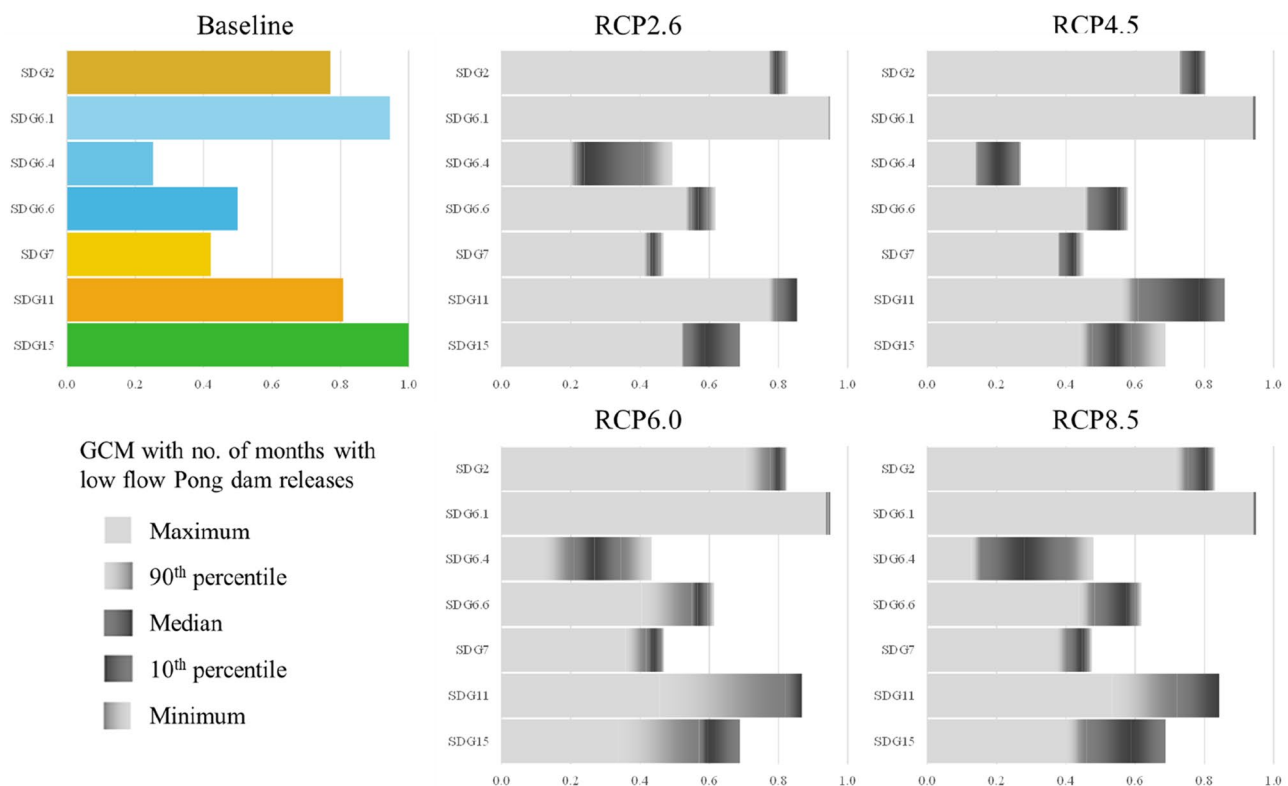 Baseline
SDG2
SDG6.1
SDG6.4
SDG6.6
SDG7
SDG11
SDG15
0.0 0.2 0.4 0.6 0.8 1.0
RCP2.6
SDG2
SDG6.1
SDG6.4
SDG6.6
SDG7
SDG11
SDG15
0.0 0.2 0.4 0.6 0.8 1.0
RCP4.5
SDG2
SDG6.1
SDG6.4
SDG6.6
SDG7
SDG11
SDG15
0.0 0.2 0.4 0.6 0.8 1.0
GCM with no. of months with
low flow Pong dam releases
Maximum
90th percentile
Median
10th percentile
Minimum
RCP6.0
SDG2
SDG6.1
SDG6.4
SDG6.6
SDG7
SDG11
SDG15
0.0 0.2 0.4 0.6 0.8 1.0
RCP8.5
SDG2
SDG6.1
SDG6.4
SDG6.6
SDG7
SDG11
SDG15
0.0 0.2 0.4 0.6 0.8 1.0